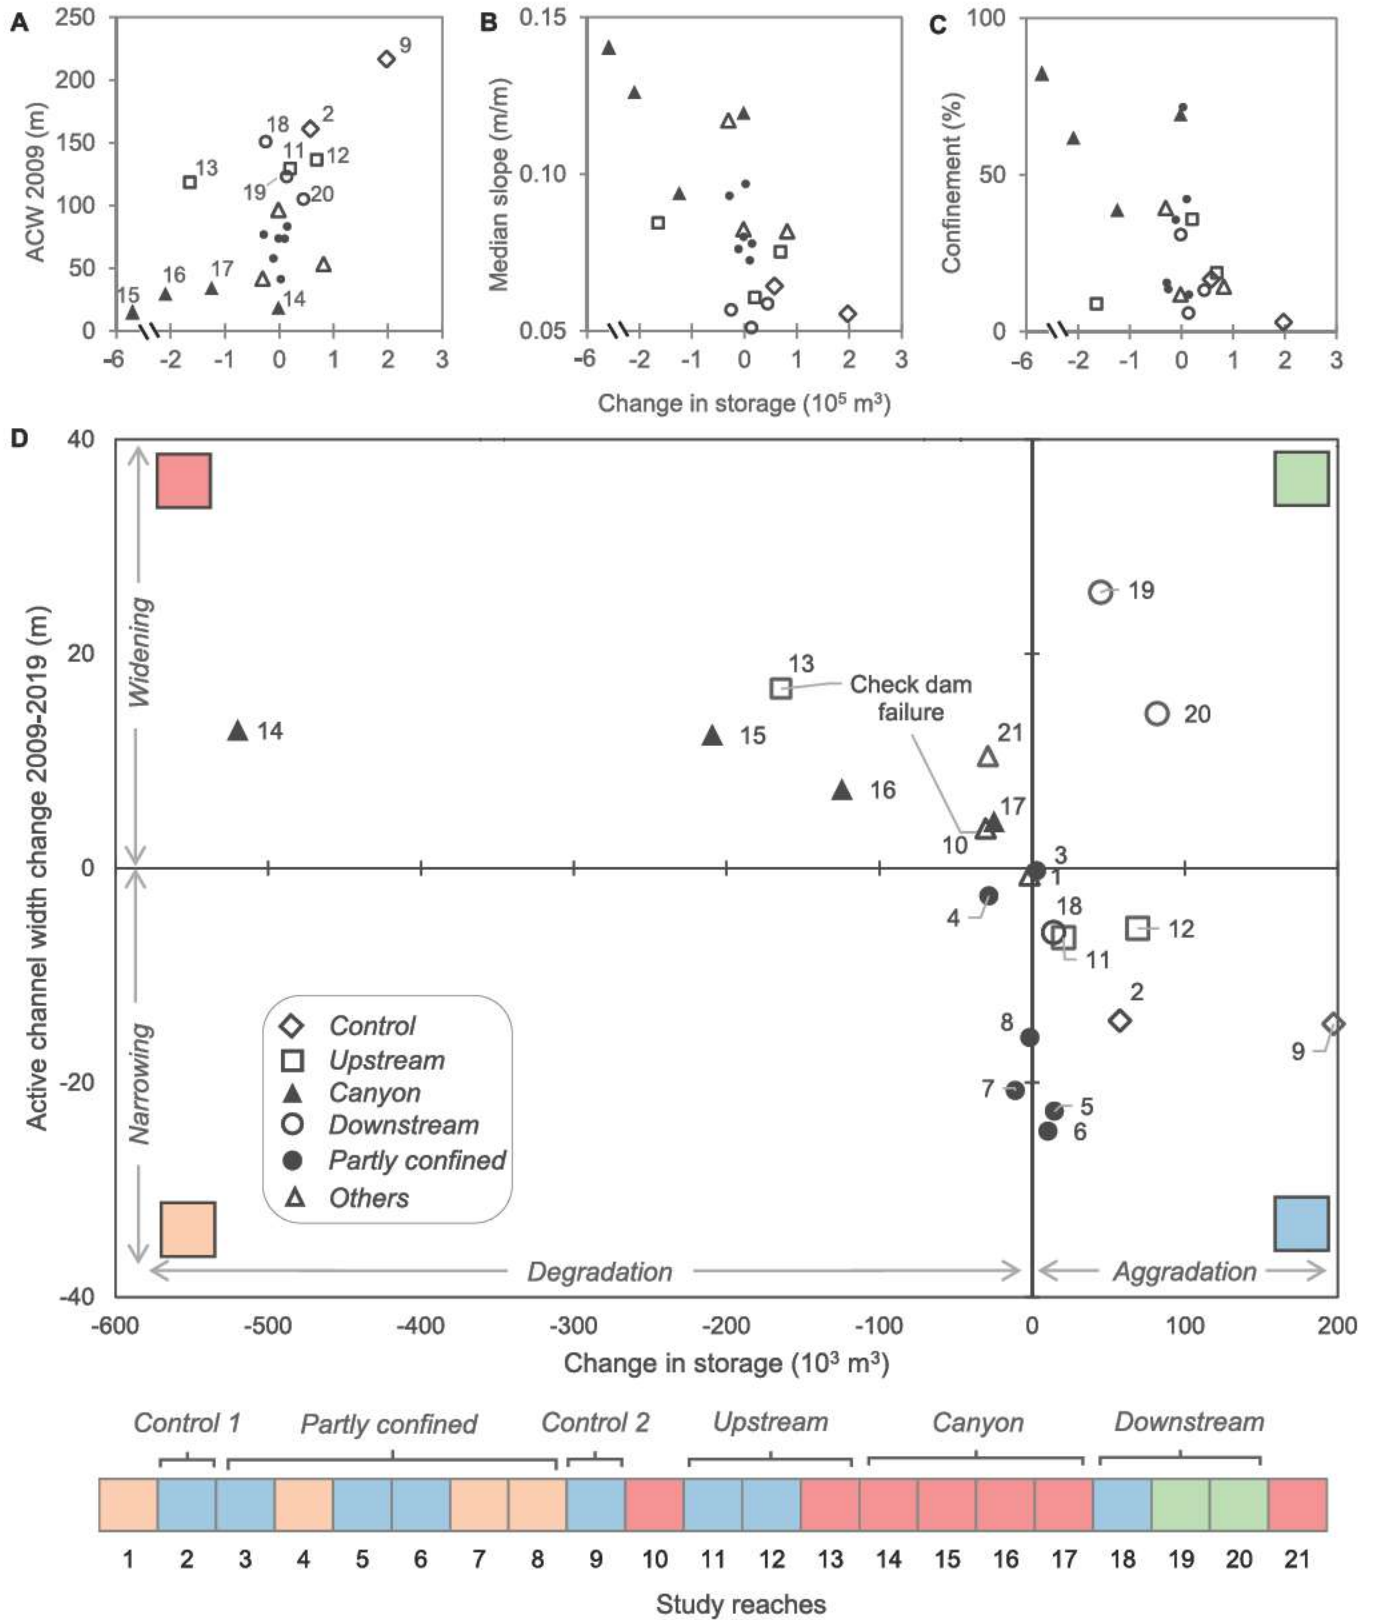 A
ACW 2009 (m)
250
200
150
100
50
0
-6
-2
-1
0
1
2
3
9
18
2
11
12
13
19
20
16
17
15
14
B
Median slope (m/m)
0.15
0.10
0.05
-6
-2
-1
0
1
2
3
C
Confinement (%)
100
50
0
-6
-2
-1
0
1
2
3
Change in storage (10⁵ m³)
D
Active channel width change 2009-2019 (m)
40
20
0
-20
-40
Widening
Narrowing
19
13
Check dam
failure
20
14
15
21
16
17
10
3
1
4
18
12
11
2
8
9
7
5
6
Control
Upstream
Canyon
Downstream
Partly confined
Others
Degradation
Aggradation
-600
-500
-400
-300
-200
-100
0
100
200
Change in storage (10³ m³)
Control 1
Partly confined
Control 2
Upstream
Canyon
Downstream
1 2 3 4 5 6 7 8 9 10 11 12 13 14 15 16 17 18 19 20 21
Study reaches